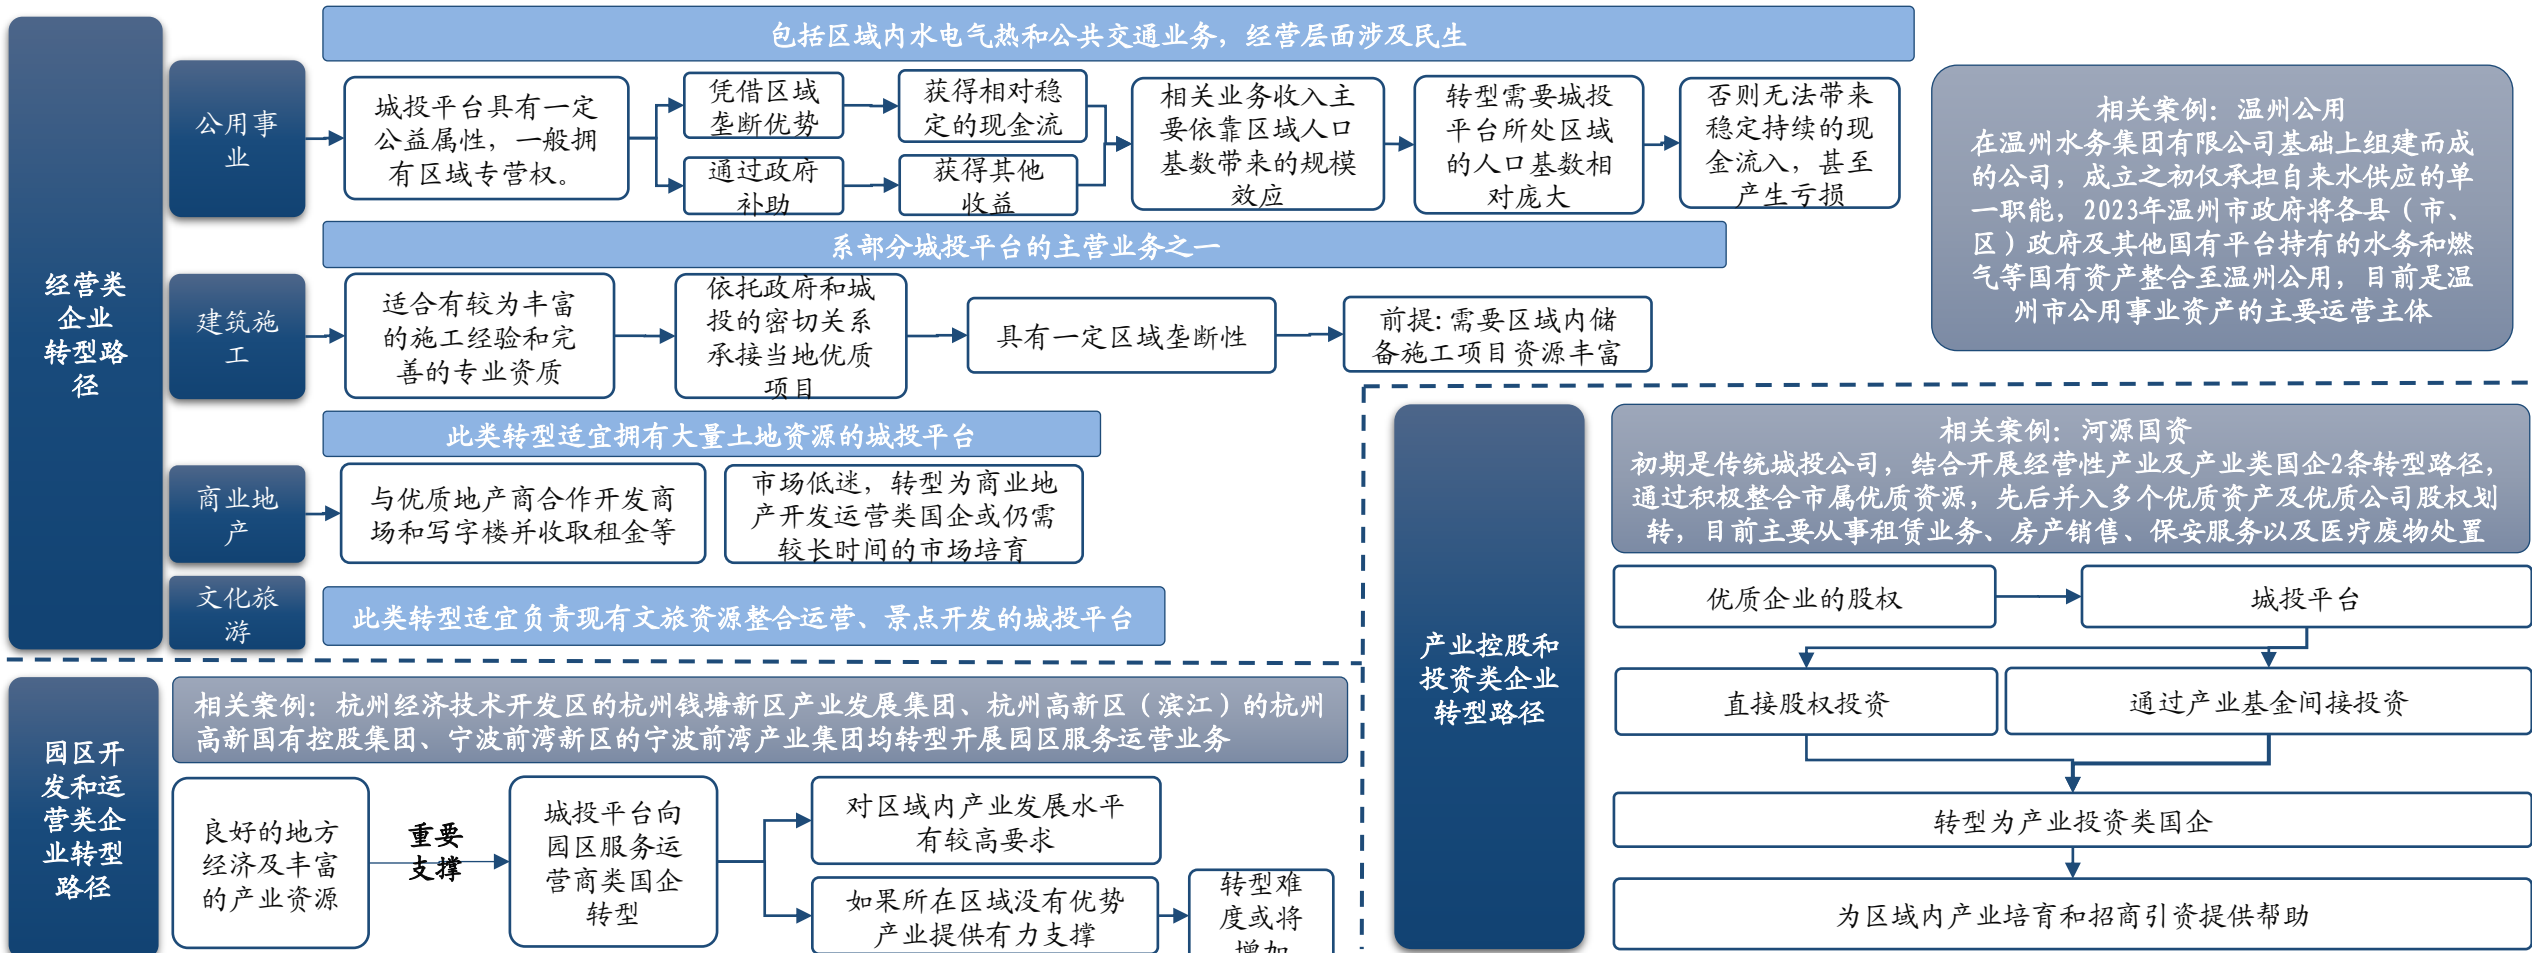 经营类
企业
转型路
径
包括区域内水电气热和公共交通业务，经营层面涉及民生
公用事
业
城投平台具有一定
公益属性，一般拥
有区域专营权。
凭借区域
垄断优势
获得相对稳
定的现金流
通过政府
补助
获得其他
收益
相关业务收入主
要依靠区域人口
基数带来的规模
效应
转型需要城投
平台所处区域
的人口基数相
对庞大
否则无法带来
稳定持续的现
金流入，甚至
产生亏损
相关案例：温州公用
在温州水务集团有限公司基础上组建而成
的公司，成立之初仅承担自来水供应的单
一职能，2023年温州市政府将各县（市、
区）政府及其他国有平台持有的水务和燃
气等国有资产整合至温州公用，目前是温
州市公用事业资产的主要运营主体
系部分城投平台的主营业务之一
建筑施
工
适合有较为丰富
的施工经验和完
善的专业资质
依托政府和城
投的密切关系
承接当地优质
项目
具有一定区域垄断性
前提：需要区域内储
备施工项目资源丰富
此类转型适宜拥有大量土地资源的城投平台
商业地
产
与优质地产商合作开发商
场和写字楼并收取租金等
市场低迷，转型为商业地
产开发运营类国企或仍需
较长时间的市场培育
文化旅
游
此类转型适宜负责现有文旅资源整合运营、景点开发的城投平台
园区开
发和运
营类企
业转型
路径
相关案例：杭州经济技术开发区的杭州钱塘新区产业发展集团、杭州高新区（滨江）的杭州
高新国有控股集团、宁波前湾新区的宁波前湾产业集团均转型开展园区服务运营业务
良好的地方
经济及丰富
的产业资源
重要
支撑
城投平台向
园区服务运
营商类国企
转型
对区域内产业发展水平
有较高要求
如果所在区域没有优势
产业提供有力支撑
转型难
度或将
增加
产业控股和
投资类企业
转型路径
相关案例：河源国资
初期是传统城投公司，结合开展经营性产业及产业类国企2条转型路径，
通过积极整合市属优质资源，先后并入多个优质资产及优质公司股权划
转，目前主要从事租赁业务、房产销售、保安服务以及医疗废物处置
优质企业的股权
城投平台
直接股权投资
通过产业基金间接投资
转型为产业投资类国企
为区域内产业培育和招商引资提供帮助